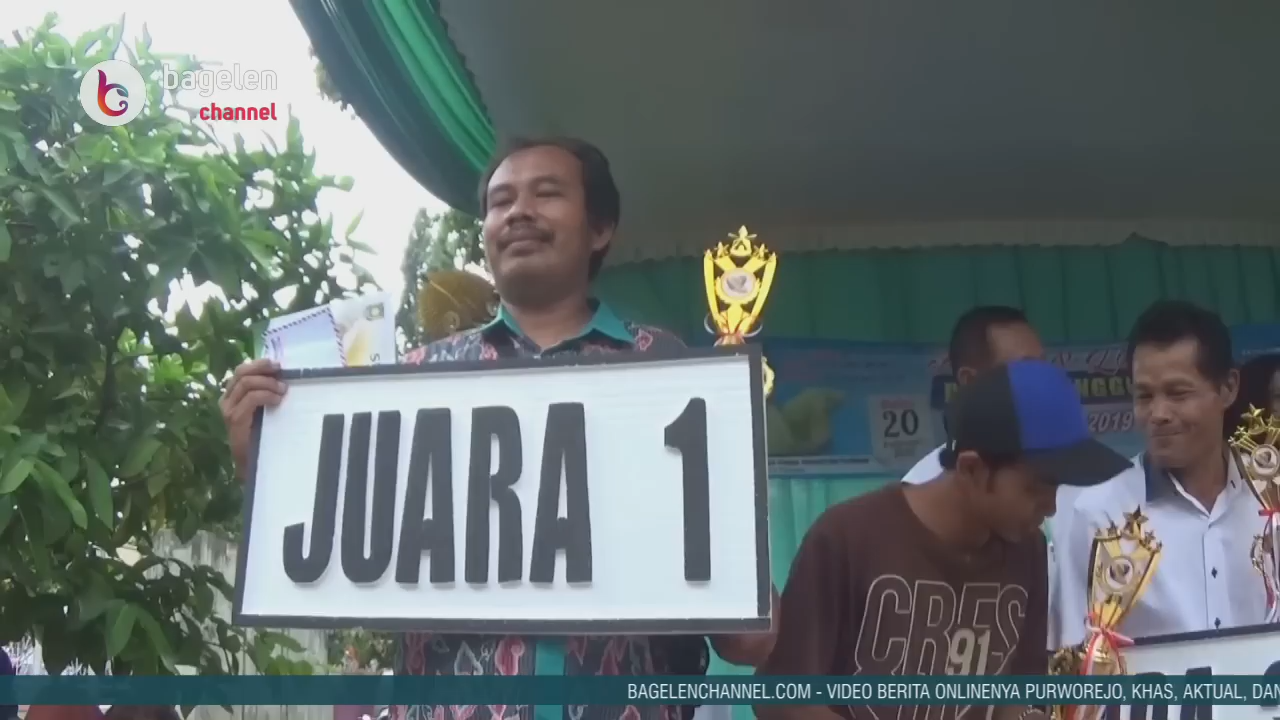 bagelen
channel
JUARA 1
20
2019
CRES
91
BAGELENCHANNEL.COM - VIDEO BERITA ONLINENYA PURWOREJO, KHAS, AKTUAL, DAN